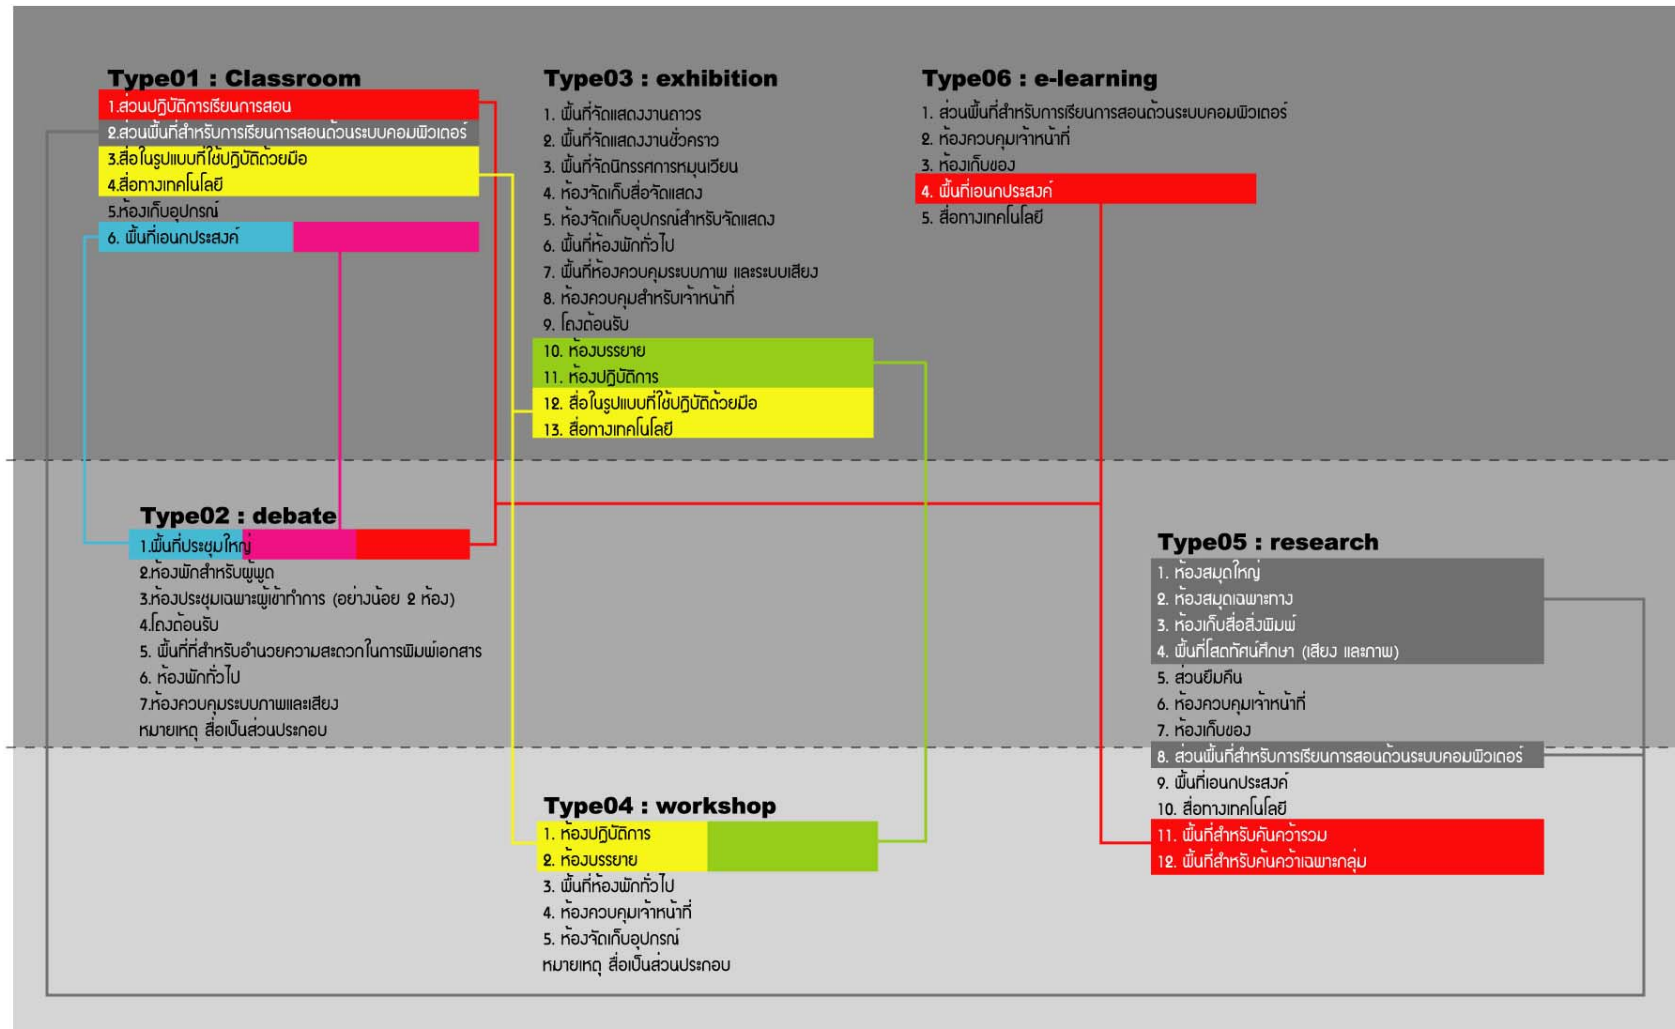 Type01 : Classroom
1.ส่วนปฎิบัติการเรียนการสอน
2.ส่วนพื้นที่สำหรับการเรียนการสอนด้วนระบบคอมพิวเตอร์
3.สื่อในรูปแบบที่ใช้ปฎิบัติด้วยมือ
4.สื่อทางเทคโนโลยี
5.ห้องเก็บอุปกรณ์
6. พื้นที่เอนกประสงค์
Type03 : exhibition
1. พื้นที่จัดแสดงงานถาวร
2. พื้นที่จัดแสดงงานชั่วคราว
3. พื้นที่จัดนิทรรศการหมุนเวียน
4. ห้องจัดเก็บสื่อจัดแสดง
5. ห้องจัดเก็บอุปกรณ์สำหรับจัดแสดง
6. พื้นที่ห้องพักทั่วไป
7. พื้นที่ห้องควบคุมระบบภาพ และระบบเสียง
8. ห้องควบคุมสำหรับเจ้าหน้าที่
9. โถงต้อนรับ
10. ห้องบรรยาย
11. ห้องปฎิบัติการ
12. สื่อในรูปแบบที่ใช้ปฎิบัติด้วยมือ
13. สื่อทางเทคโนโลยี
Type06 : e-learning
1. ส่วนพื้นที่สำหรับการเรียนการสอนด้วนระบบคอมพิวเตอร์
2. ห้องควบคุมเจ้าหน้าที่
3. ห้องเก็บของ
4. พื้นที่เอนกประสงค์
5. สื่อทางเทคโนโลยี
Type02 : debate
1.พื้นที่ประชุมใหญ่
2.ห้องพักสำหรับผู้พูด
3.ห้องประชุมเฉพาะผู้เข้าทำการ (อย่างน้อย 2 ห้อง)
4.โถงต้อนรับ
5. พื้นที่ที่สำหรับอำนวยความสะดวกในการพิมพ์เอกสาร
6. ห้องพักทั่วไป
7.ห้องควบคุมระบบภาพและเสียง
หมายเหตุ สื่อเป็นส่วนประกอบ
Type05 : research
1. ห้องสมุดใหญ่
2. ห้องสมุดเฉพาะทาง
3. ห้องเก็บสื่อสิ่งพิมพ์
4. พื้นที่โสตทัศน์ศึกษา (เสียง และภาพ)
5. ส่วนยืมคืน
6. ห้องควบคุมเจ้าหน้าที่
7. ห้องเก็บของ
8. ส่วนพื้นที่สำหรับการเรียนการสอนด้วนระบบคอมพิวเตอร์
9. พื้นที่เอนกประสงค์
10. สื่อทางเทคโนโลยี
11. พื้นที่สำหรับค้นคว้ารวม
12. พื้นที่สำหรับค้นคว้าเฉพาะกลุ่ม
Type04 : workshop
1. ห้องปฎิบัติการ
2. ห้องบรรยาย
3. พื้นที่ห้องพักทั่วไป
4. ห้องควบคุมเจ้าหน้าที่
5. ห้องจัดเก็บอุปกรณ์
หมายเหตุ สื่อเป็นส่วนประกอบ